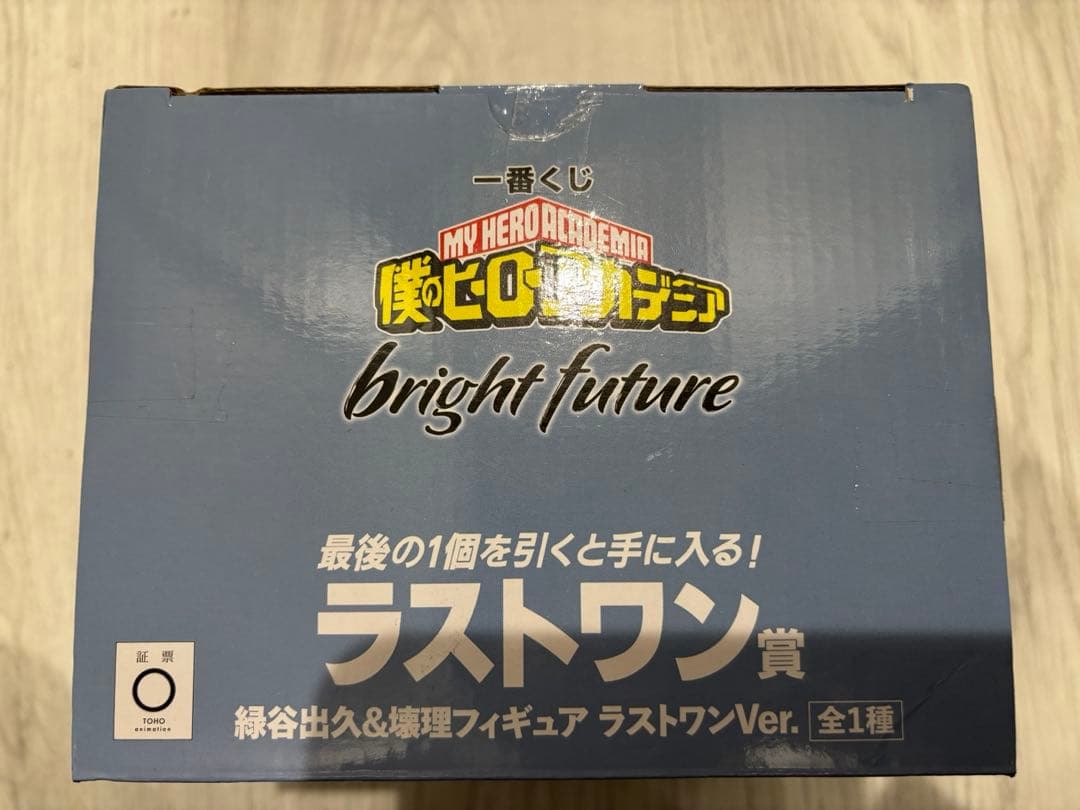 一番くじ
MY HERO ACADEMIA
僕のヒーローアカデミア
bright future
最後の1個を引くと手に入る!
ラストワン賞
緑谷出久&壊理フィギュア ラストワンVer. 全1種
証票
TOHO
animation